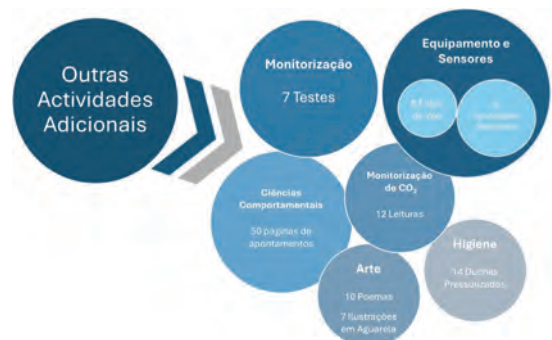 Outras
Actividades
Adicionais
Monitorização
7 Testes
Equipamento e
Sensores
Ciências
Comportamentais
50 páginas de
apontamentos
Monitorização
de CO₂
12 Leituras
Higiene
14 Duches
Pressurizados
Arte
10 Poemas
7 Ilustrações
em Aguarela